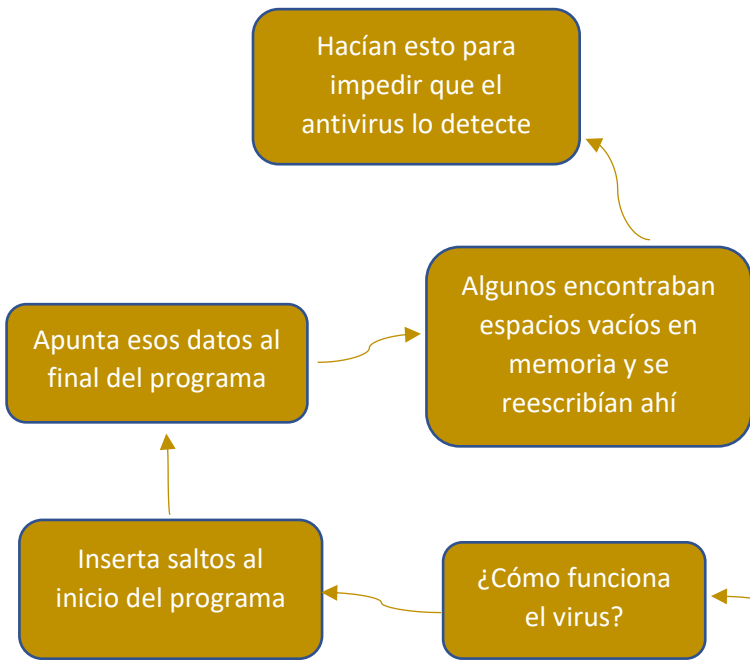 Hacían esto para
impedir que el
antivirus lo detecte
Algunos encontraban
espacios vacíos en
memoria y se
reescribían ahí
Apunta esos datos al
final del programa
Inserta saltos al
inicio del programa
¿Cómo funciona
el virus?